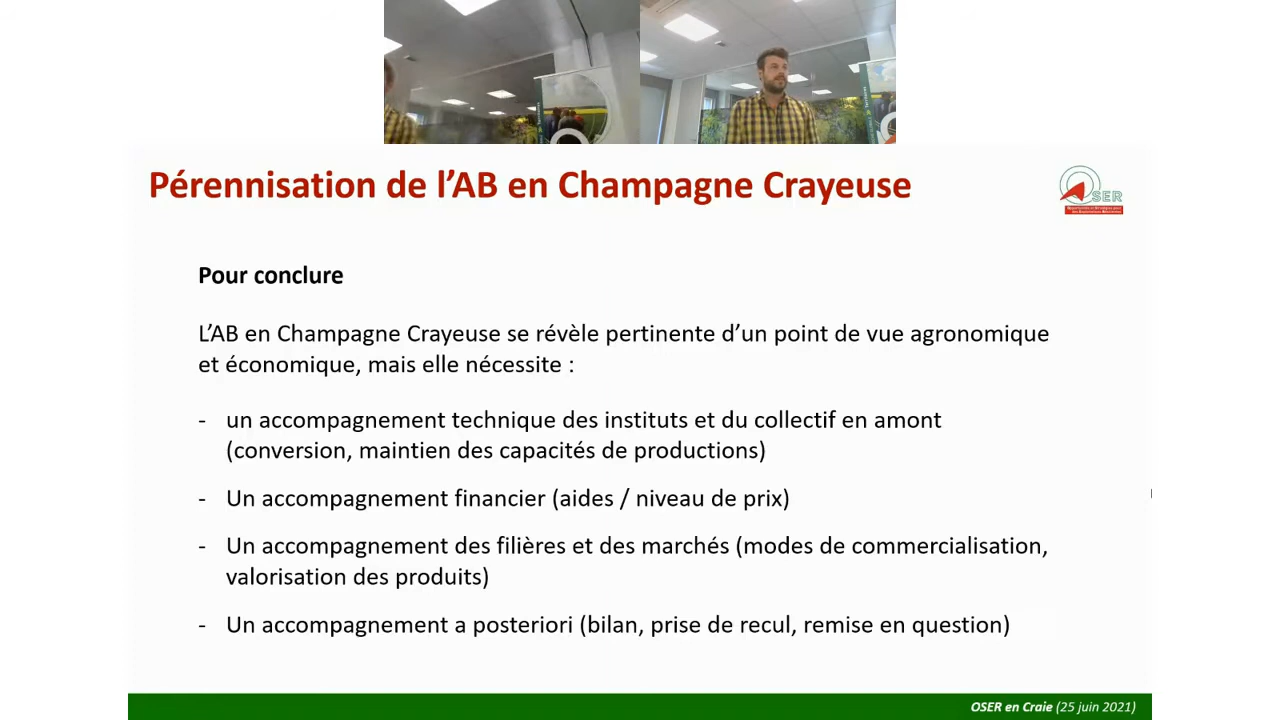 Pérennisation de l’AB en Champagne Crayeuse
SER
Pour conclure
L’AB en Champagne Crayeuse se révèle pertinente d’un point de vue agronomique
et économique, mais elle nécessite :
- un accompagnement technique des instituts et du collectif en amont
(conversion, maintien des capacités de productions)
- Un accompagnement financier (aides / niveau de prix)
- Un accompagnement des filières et des marchés (modes de commercialisation,
valorisation des produits)
- Un accompagnement a posteriori (bilan, prise de recul, remise en question)
OSER en Craie (25 juin 2021)